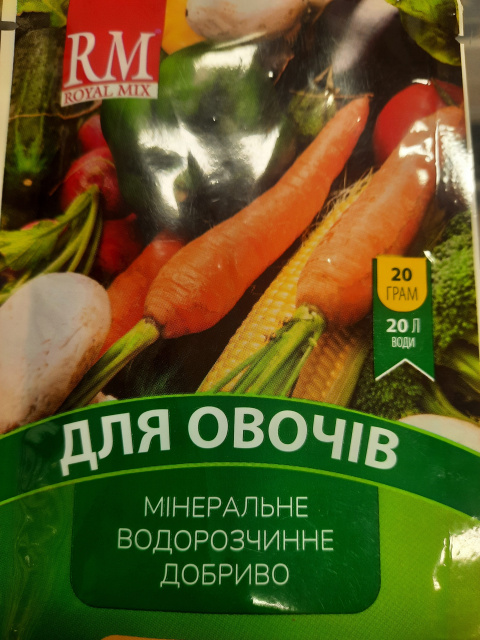 RM
ROYAL MIX
20
ГРАМ
20 Л
ВОДИ
ДЛЯ ОВОЧІВ
МІНЕРАЛЬНЕ
ВОДОРОЗЧИННЕ
ДОБРИВО